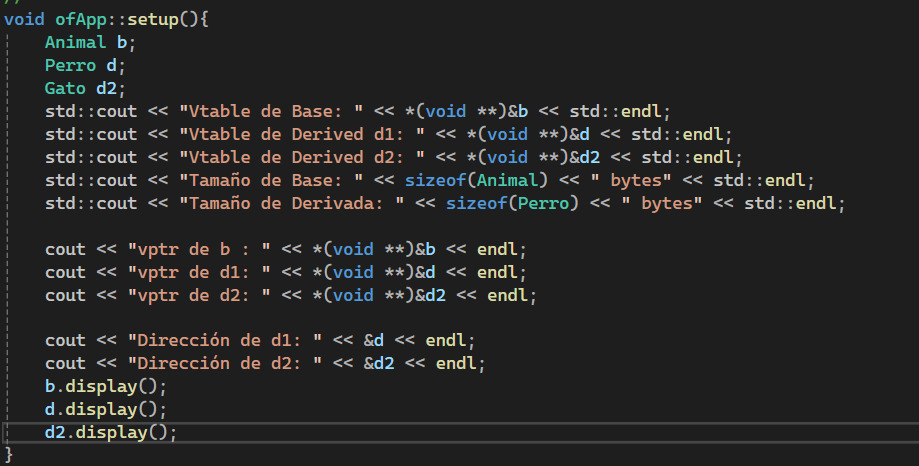 //
void ofApp::setup(){
    Animal b;
    Perro d;
    Gato d2;
    std::cout << "Vtable de Base: " << *(void **)&b << std::endl;
    std::cout << "Vtable de Derived d1: " << *(void **)&d << std::endl;
    std::cout << "Vtable de Derived d2: " << *(void **)&d2 << std::endl;
    std::cout << "Tamaño de Base: " << sizeof(Animal) << " bytes" << std::endl;
    std::cout << "Tamaño de Derivada: " << sizeof(Perro) << " bytes" << std::endl;

    cout << "vptr de b : " << *(void **)&b << endl;
    cout << "vptr de d1: " << *(void **)&d << endl;
    cout << "vptr de d2: " << *(void **)&d2 << endl;

    cout << "Dirección de d1: " << &d << endl;
    cout << "Dirección de d2: " << &d2 << endl;
    b.display();
    d.display();
    d2.display();
}